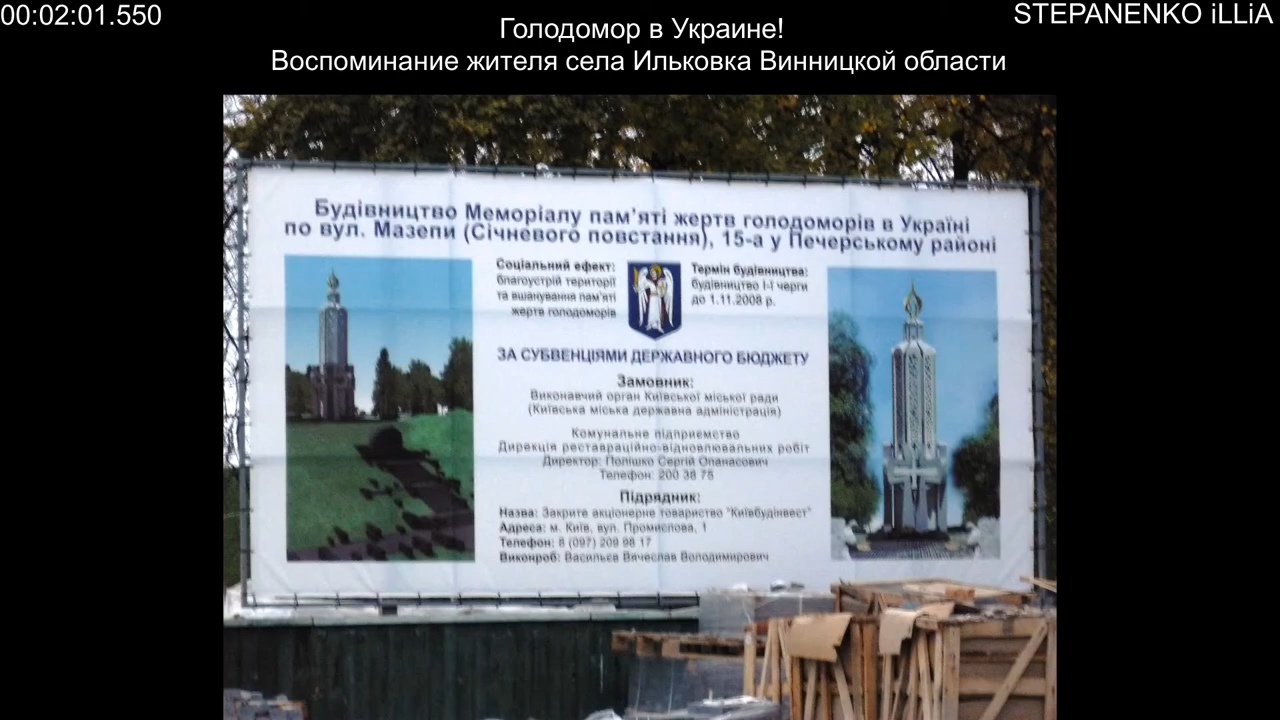 00:02:01.550
STEPANENKO iLLiA
Голодомор в Украине!
Воспоминание жителя села Ильковка Винницкой области
Будівництво Меморіалу пам’яті жертв голодоморів в Україні
по вул. Мазепи (Січневого повстання), 15-а у Печерському районі
Соціальний ефект:
благоустрій території
та вшанування пам’яті
жертв голодоморів
Термін будівництва:
будівництво І-ї черги
до 1.11.2008 р.
ЗА СУБВЕНЦІЯМИ ДЕРЖАВНОГО БЮДЖЕТУ
Замовник:
Виконавчий орган Київської міської ради
(Київська міська державна адміністрація)
Комунальне підприємство
Дирекція реставраційно-відновлювальних робіт
Директор: Полішко Сергій Опанасович
Телефон: 200 38 75
Підрядник:
Назва: Закрите акціонерне товариство "Київбудінвест"
Адреса: м. Київ, вул. Промислова, 1
Телефон: 8 (097) 209 98 17
Виконроб: Васильєв Вячеслав Володимирович